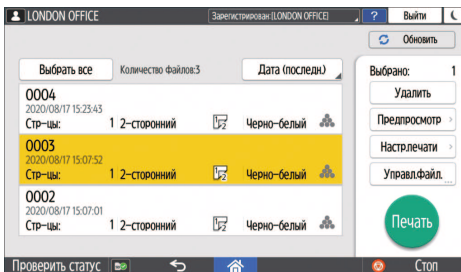 LONDON OFFICE
Зарегистрирован:[LONDON OFFICE]
?
Выйти
Обновить
Выбрать все
Количество файлов:3
Дата (последн.)
Выбрано: 1
0004
2020/08/17 15:23:43
Стр-цы: 1 2-сторонний Черно-белый
0003
2020/08/17 15:07:52
Стр-цы: 1 2-сторонний Черно-белый
0002
2020/08/17 15:07:01
Стр-цы: 1 2-сторонний Черно-белый
Удалить
Предпросмотр
Настр.печати
Управл.файл.
Печать
Проверить статус
Стоп